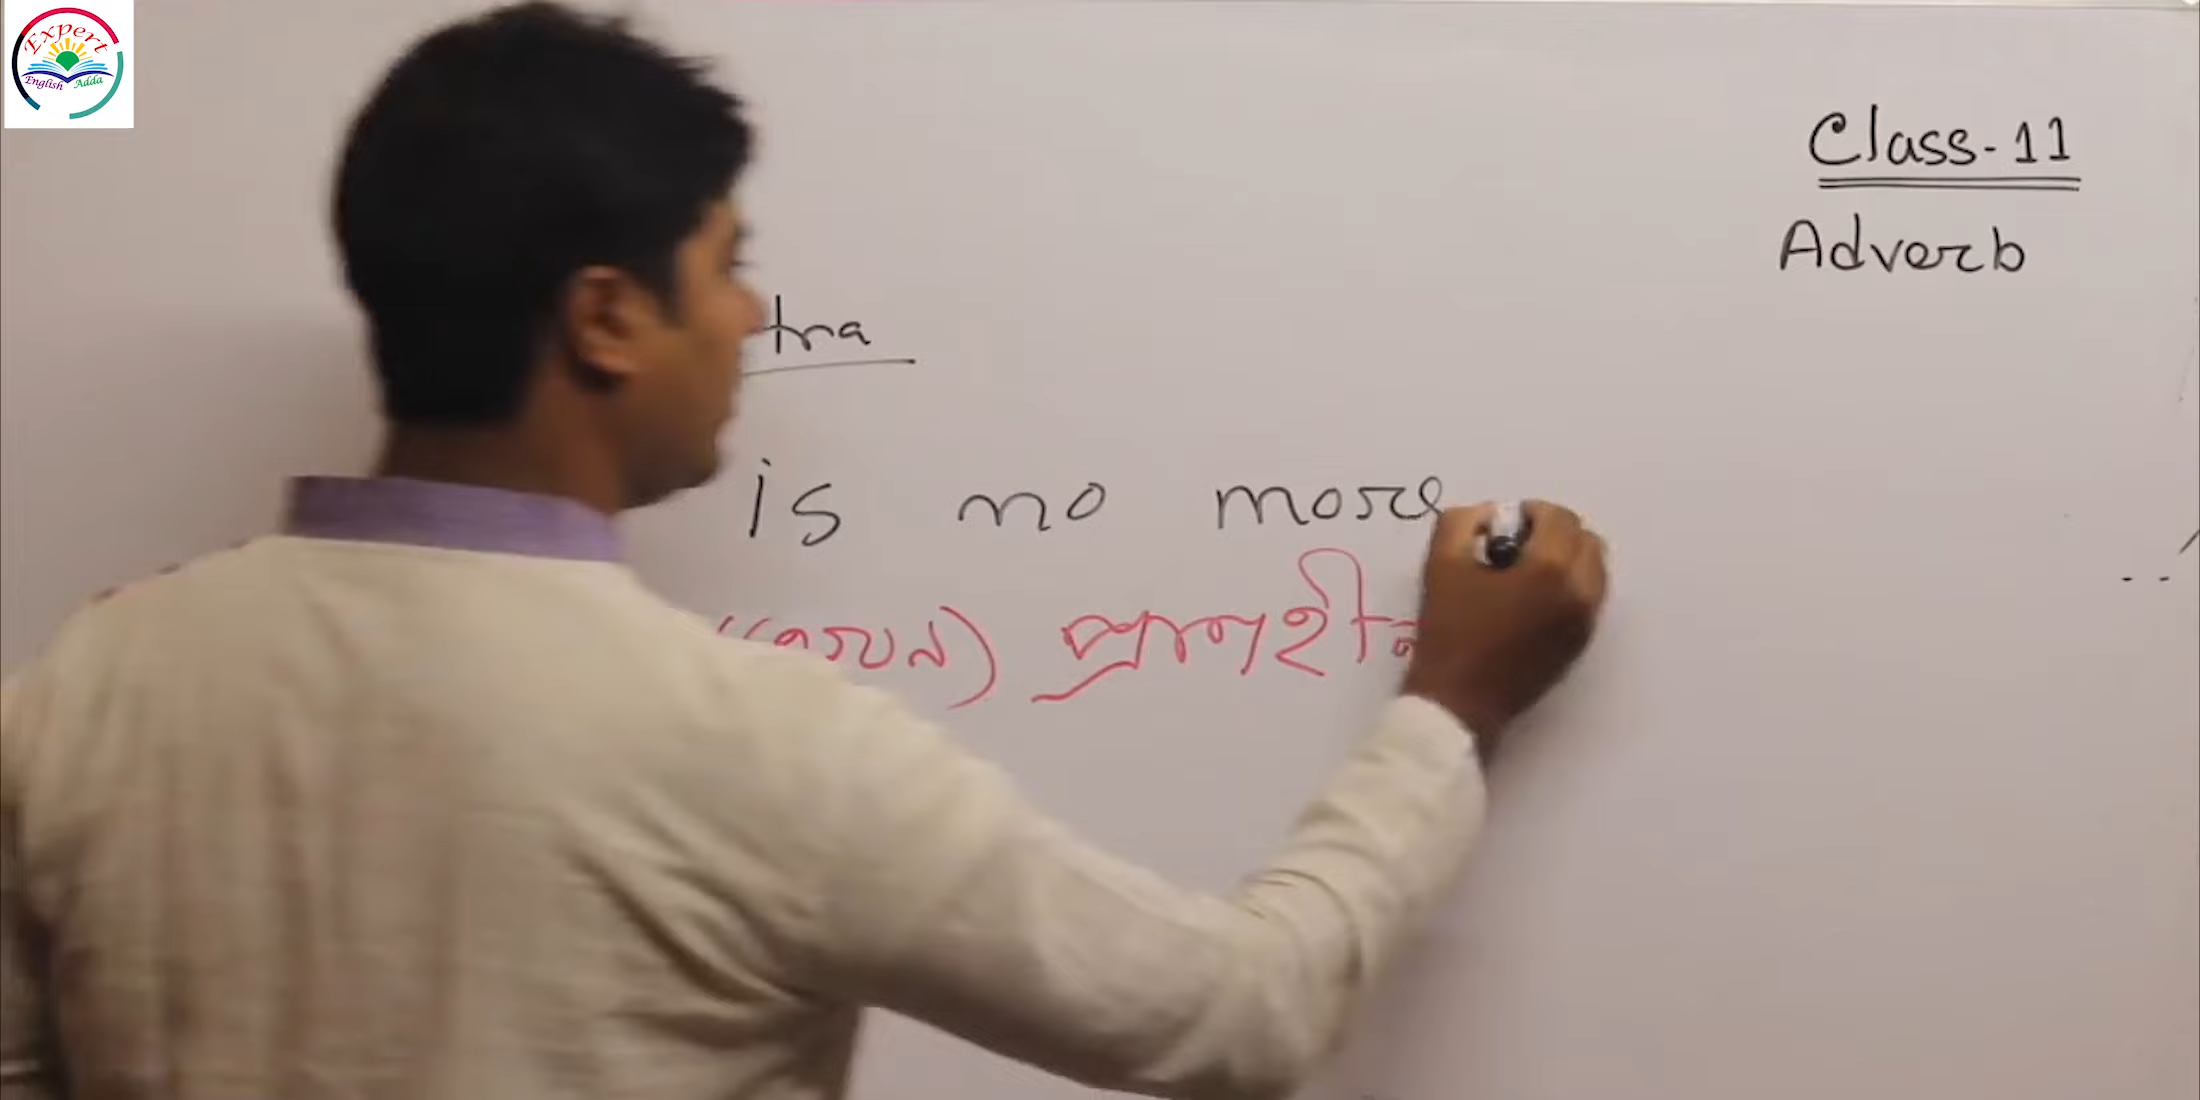 Expert
English Adda
Class-11
Adverb
tra
is no more
প্রাণহীন